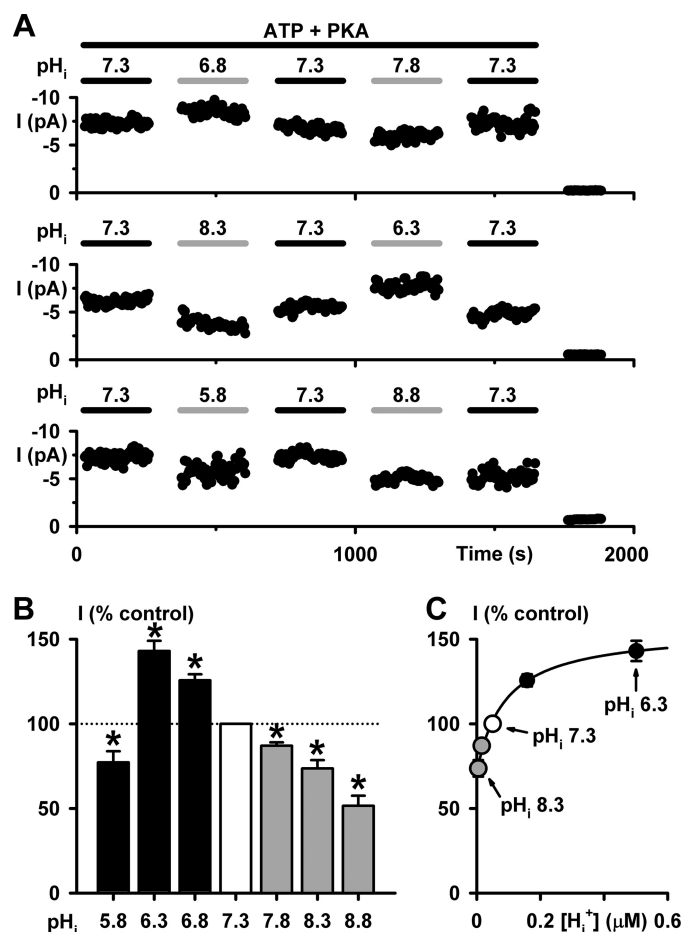 A
ATP + PKA
pHi 7.3 6.8 7.3 7.8 7.3
-10
I (pA)
-5
0
pHi 7.3 8.3 7.3 6.3 7.3
-10
I (pA)
-5
0
pHi 7.3 5.8 7.3 8.8 7.3
-10
I (pA)
-5
0
0 1000 Time (s) 2000
B I (% control)
150
100
50
0
* * * * * *
pHi 5.8 6.3 6.8 7.3 7.8 8.3 8.8
C I (% control)
150
100
50
0
pHi 6.3
pHi 7.3
pHi 8.3
0 0.2 [Hi+] (μM) 0.6